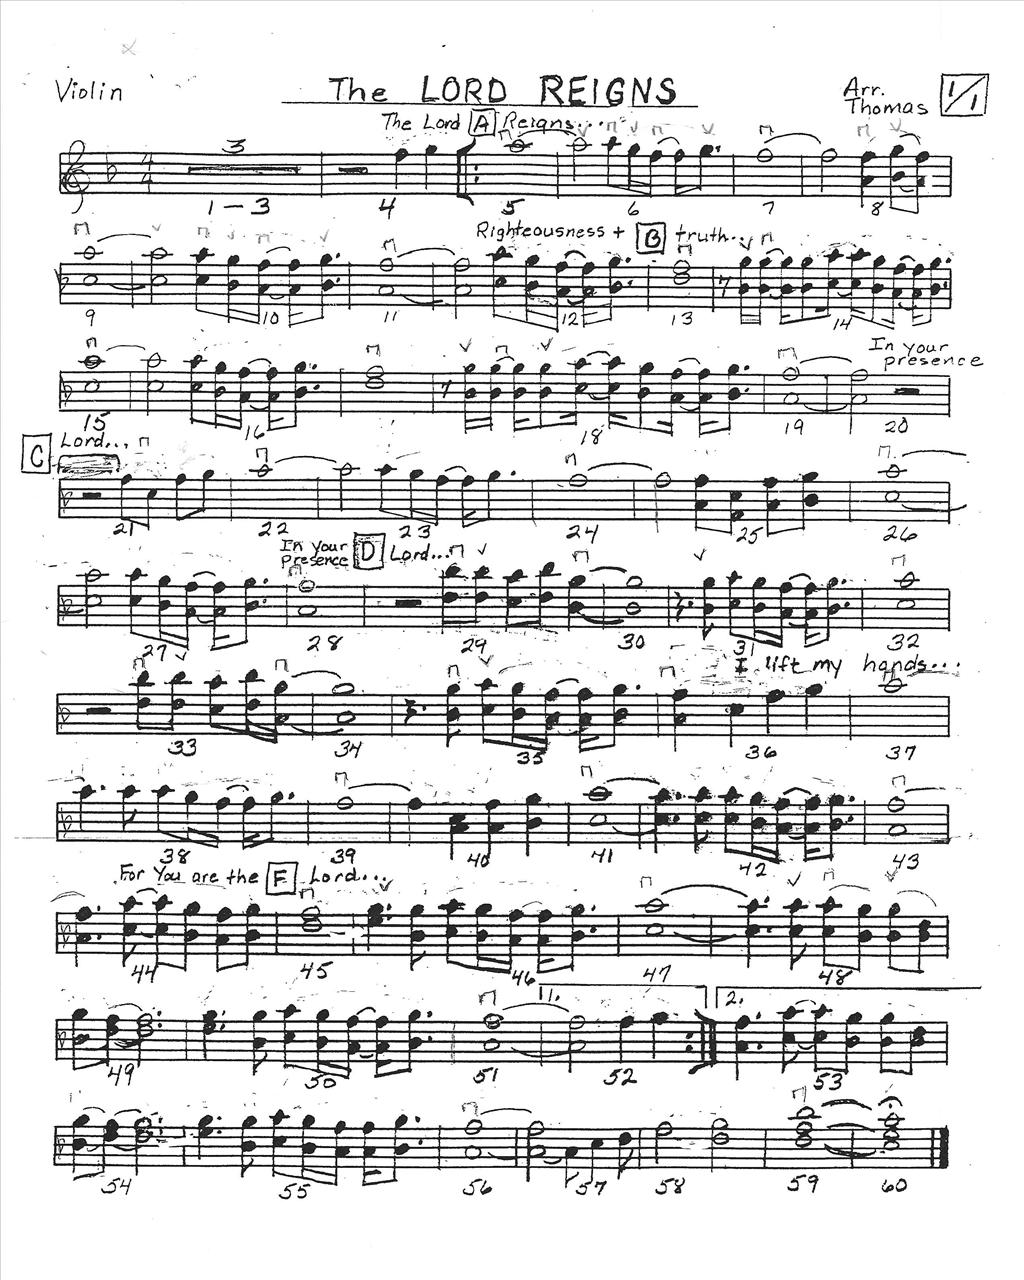 Violin The LORD REIGNS Arr. Thomas 1/1
The Lord A Reigns...
3
1-3 4 5 6 7 8
Righteousness + B truth...
9 10 11 12 13 14
In your presence
15 16 18 19 20
C Lord...
21 22 23 24 25 26
In your Presence D Lord...
27 28 29 30 31 32
I lift my hands...
33 34 35 36 37
38 39 40 41 42 43
For You are the E Lord...
44 45 46 47 48
1. 2.
49 50 51 52 53
54 55 56 57 58 59 60